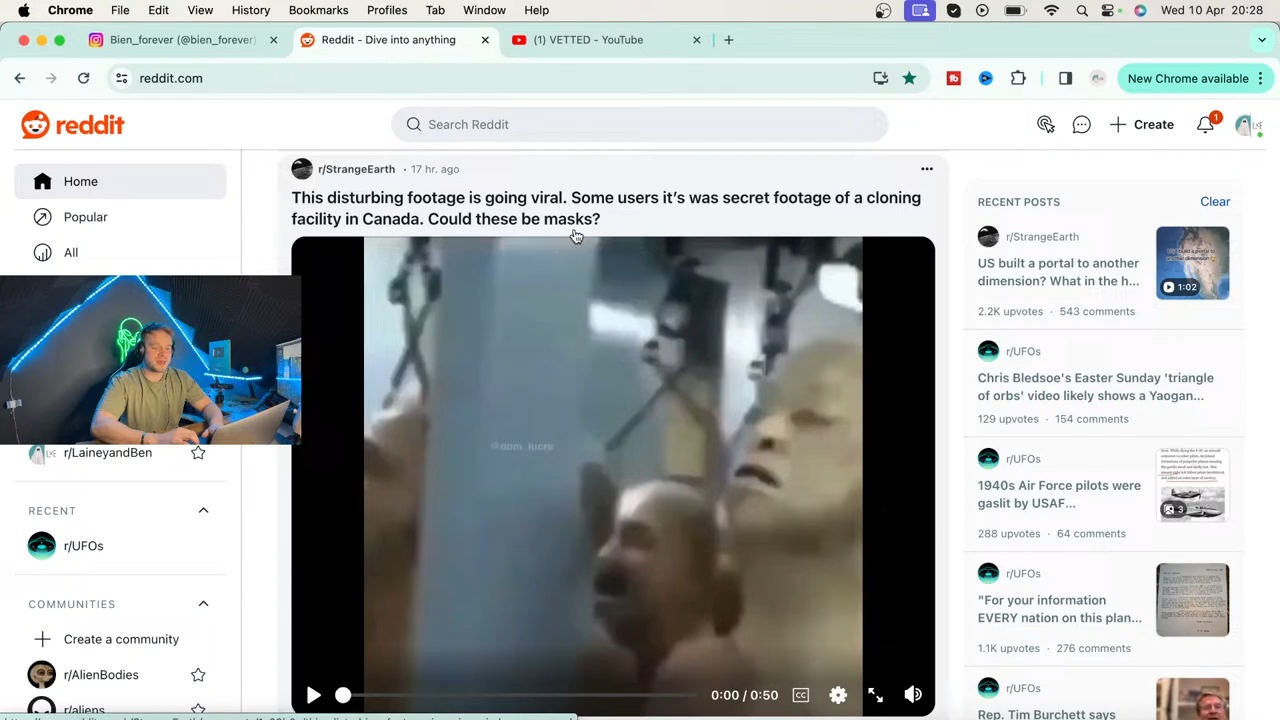 Chrome File Edit View History Bookmarks Profiles Tab Window Help Wed 10 Apr 20:28
Bien_forever (@bien_forever) Reddit - Dive into anything (1) VETTED - YouTube
reddit.com New Chrome available
reddit Search Reddit Create 1
Home
Popular
All
r/LaineyandBen
RECENT
r/UFOs
COMMUNITIES
Create a community
r/AlienBodies
r/aliens
r/StrangeEarth · 17 hr. ago
This disturbing footage is going viral. Some users it's was secret footage of a cloning
facility in Canada. Could these be masks?
0:00 / 0:50
CC
RECENT POSTS Clear
r/StrangeEarth
US built a portal to another
dimension? What in the h...
1:02
2.2K upvotes · 543 comments
r/UFOs
Chris Bledsoe's Easter Sunday 'triangle
of orbs' video likely shows a Yaogan...
129 upvotes · 154 comments
r/UFOs
1940s Air Force pilots were
gaslit by USAF...
3
288 upvotes · 64 comments
r/UFOs
"For your information
EVERY nation on this plan...
1.1K upvotes · 276 comments
r/UFOs
Rep. Tim Burchett says